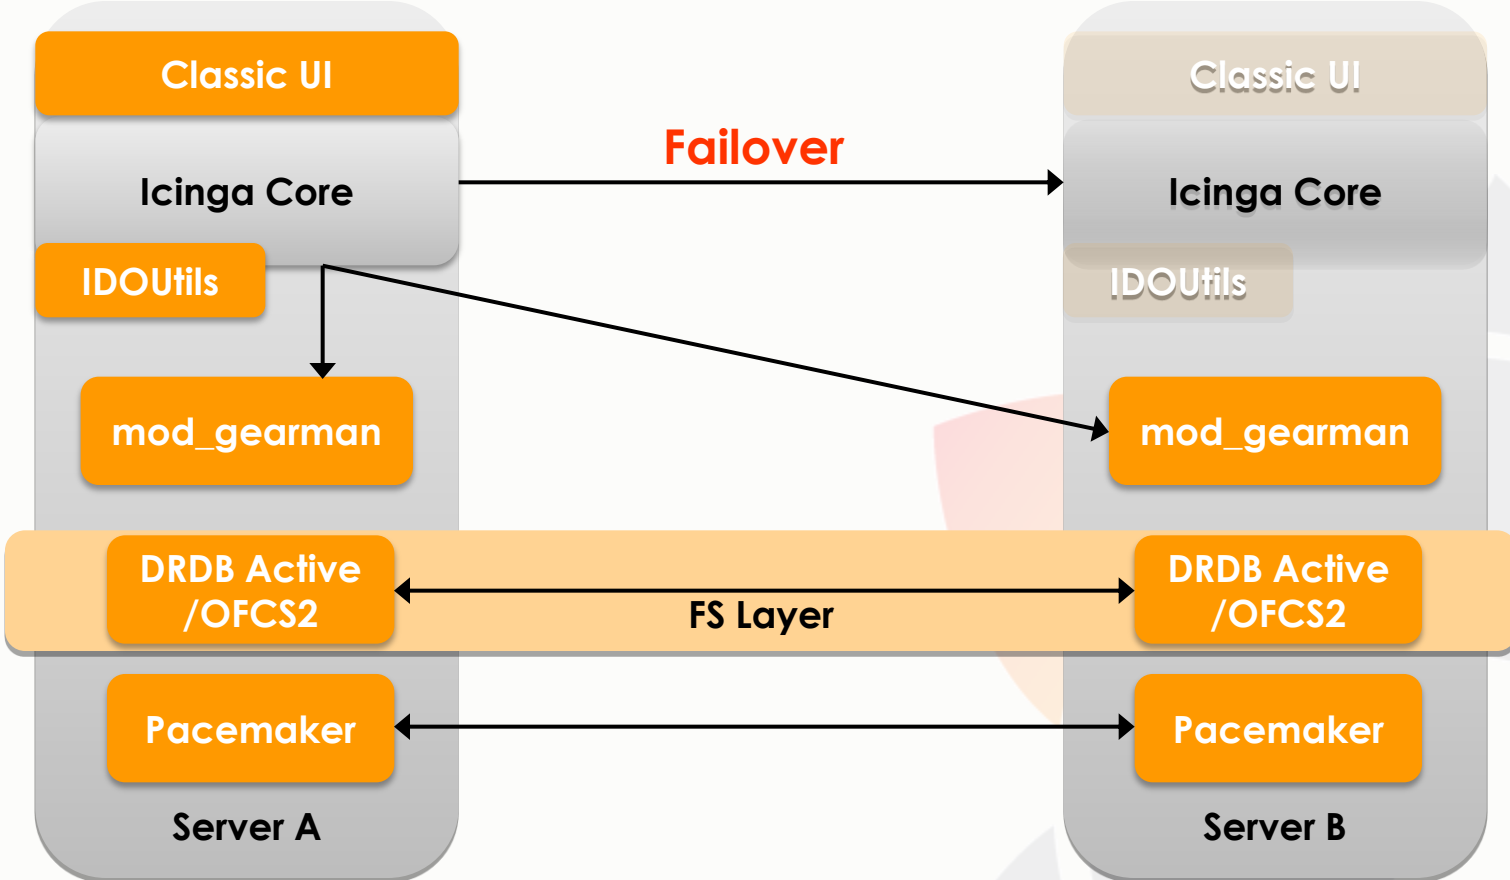 Classic UI
Icinga Core
IDOUtils
mod_gearman
DRDB Active
/OFCS2
Pacemaker
Server A
Failover
FS Layer
Classic UI
Icinga Core
IDOUtils
mod_gearman
DRDB Active
/OFCS2
Pacemaker
Server B